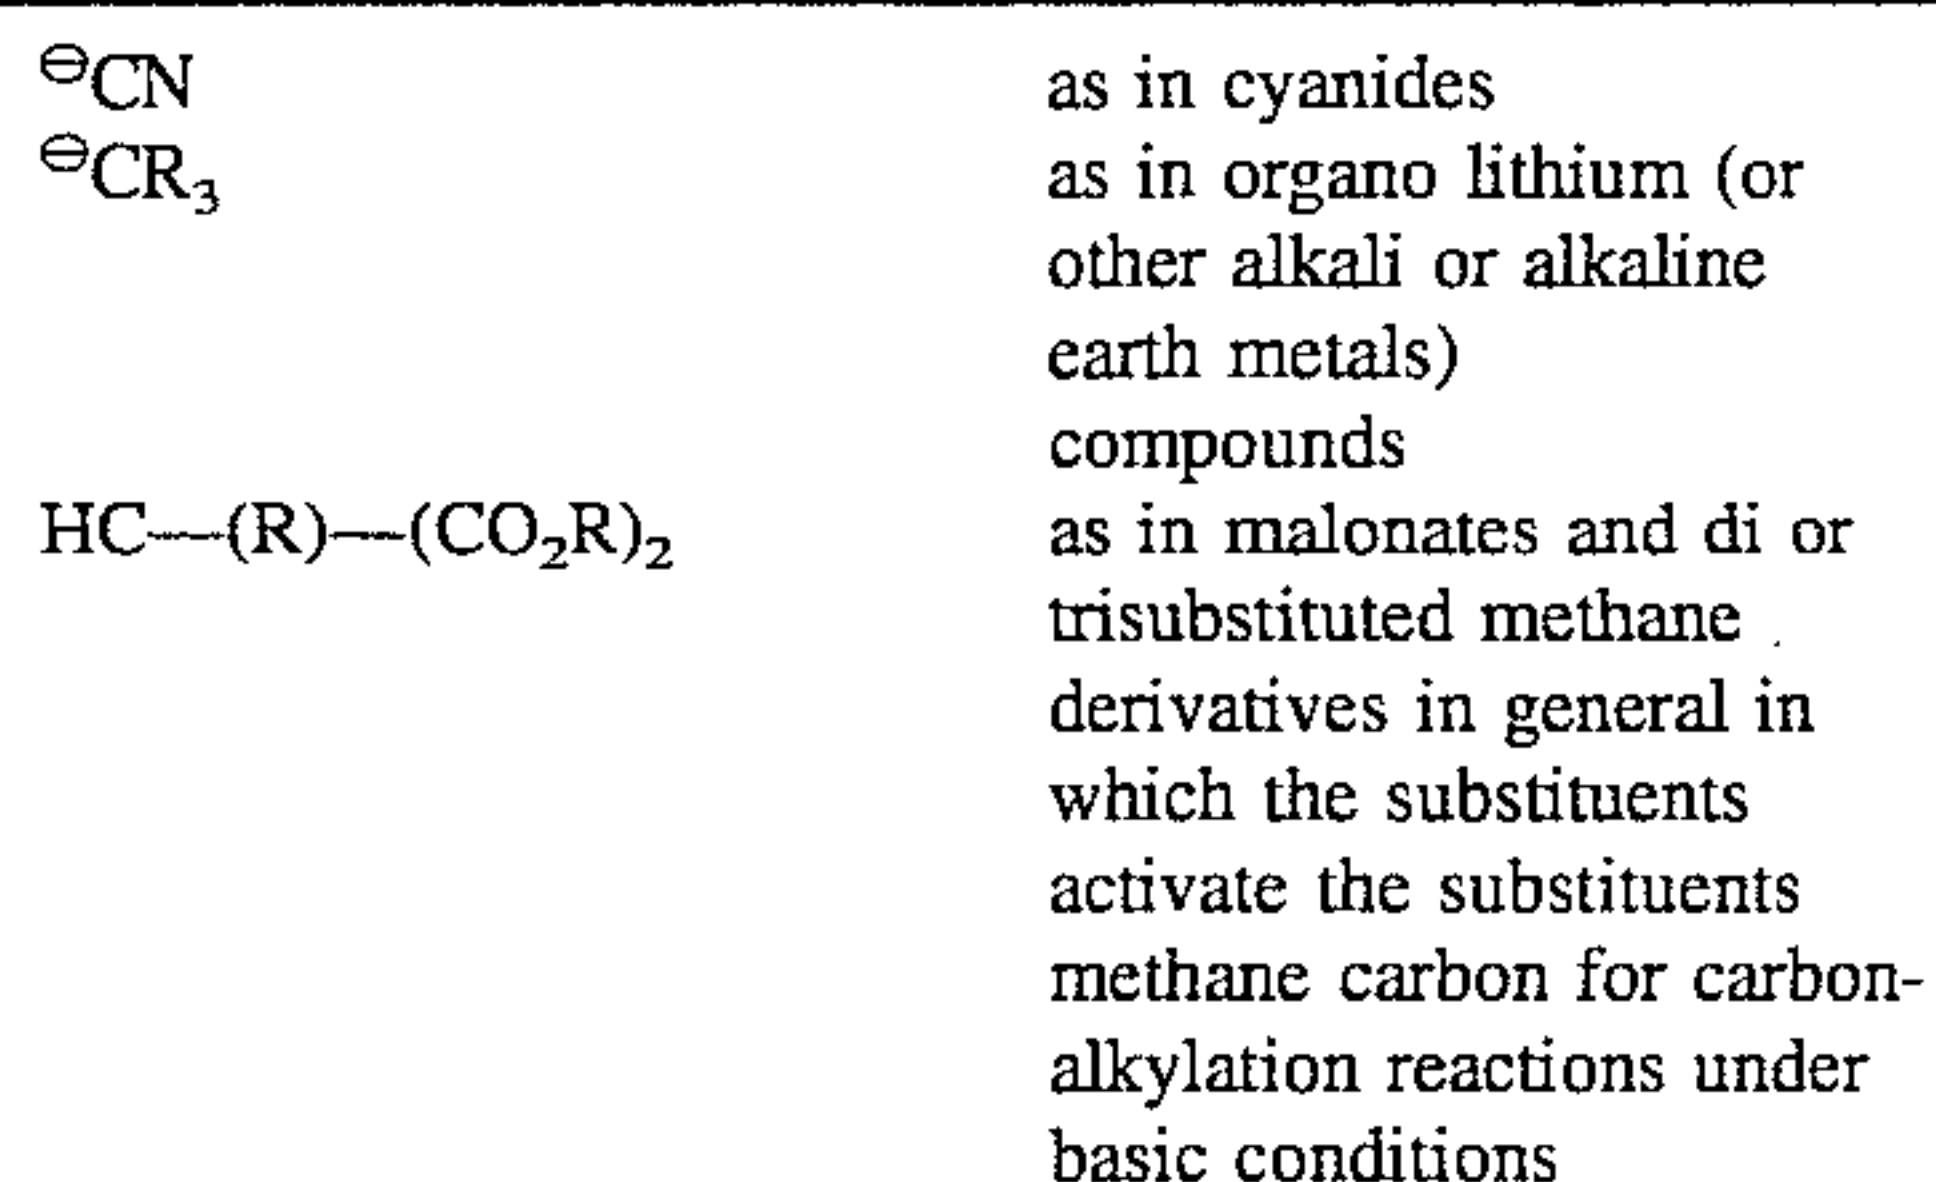 ⊖CN as in cyanides
⊖CR₃ as in organo lithium (or
other alkali or alkaline
earth metals)
compounds
HC—(R)—(CO₂R)₂ as in malonates and di or
trisubstituted methane
derivatives in general in
which the substituents
activate the substituents
methane carbon for carbon-
alkylation reactions under
basic conditions